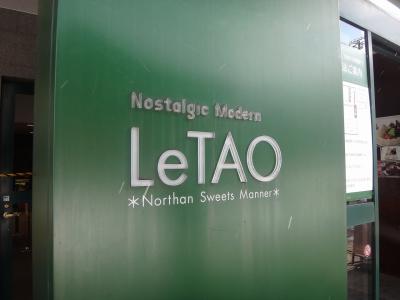 Nostalgic Modern
LeTAO
*Northan Sweets Manner*